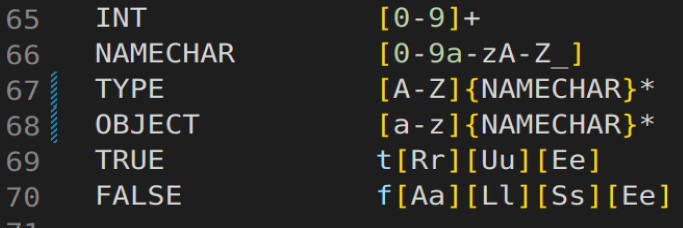 65 INT [0-9]+
66 NAMECHAR [0-9a-zA-Z_]
67 TYPE [A-Z]{NAMECHAR}*
68 OBJECT [a-z]{NAMECHAR}*
69 TRUE t[Rr][Uu][Ee]
70 FALSE f[Aa][Ll][Ss][Ee]
71